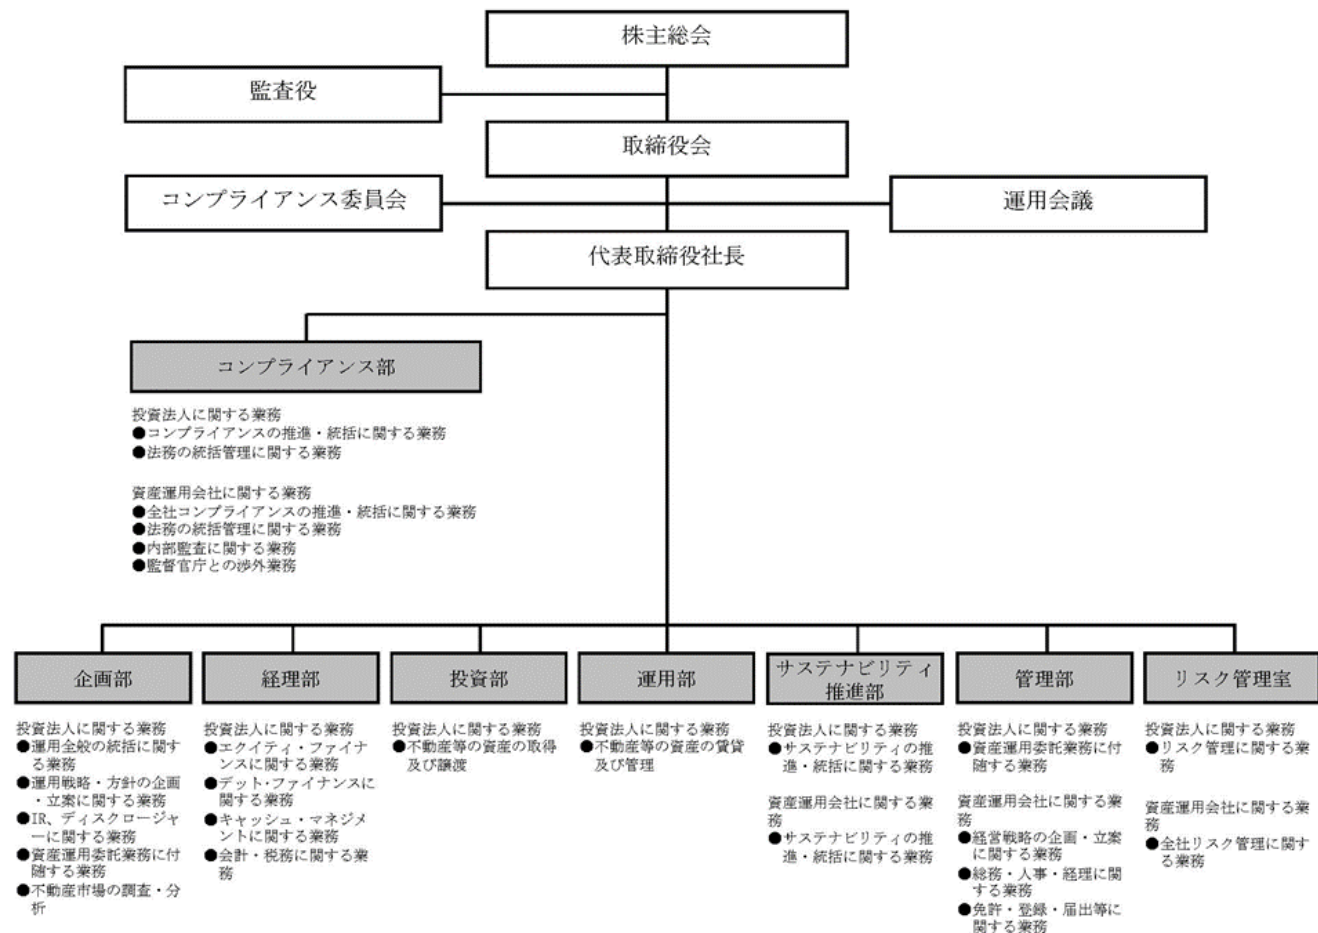 株主総会
監査役
取締役会
コンプライアンス委員会
運用会議
代表取締役社長
コンプライアンス部
投資法人に関する業務
●コンプライアンスの推進・統括に関する業務
●法務の統括管理に関する業務
資産運用会社に関する業務
●全社コンプライアンスの推進・統括に関する業務
●法務の統括管理に関する業務
●内部監査に関する業務
●監督官庁との渉外業務
企画部
投資法人に関する業務
●運用全般の統括に関す
る業務
●運用戦略・方針の企画
・立案に関する業務
●IR、ディスクロージャ
ーに関する業務
●資産運用委託業務に付
随する業務
●不動産市場の調査・分
析
経理部
投資法人に関する業務
●エクイティ・ファイナ
ンスに関する業務
●デット・ファイナンスに
関する業務
●キャッシュ・マネジメ
ントに関する業務
●会計・税務に関する業
務
投資部
投資法人に関する業務
●不動産等の資産の取得
及び譲渡
運用部
投資法人に関する業務
●不動産等の資産の賃貸
及び管理
サステナビリティ
推進部
投資法人に関する業務
●サステナビリティの推
進・統括に関する業務
資産運用会社に関する業
務
●サステナビリティの推
進・統括に関する業務
管理部
投資法人に関する業務
●資産運用委託業務に付
随する業務
資産運用会社に関する業
務
●経営戦略の企画・立案
に関する業務
●総務・人事・経理に関
する業務
●免許・登録・届出等に
関する業務
リスク管理室
投資法人に関する業務
●リスク管理に関する業
務
資産運用会社に関する業
務
●全社リスク管理に関す
る業務